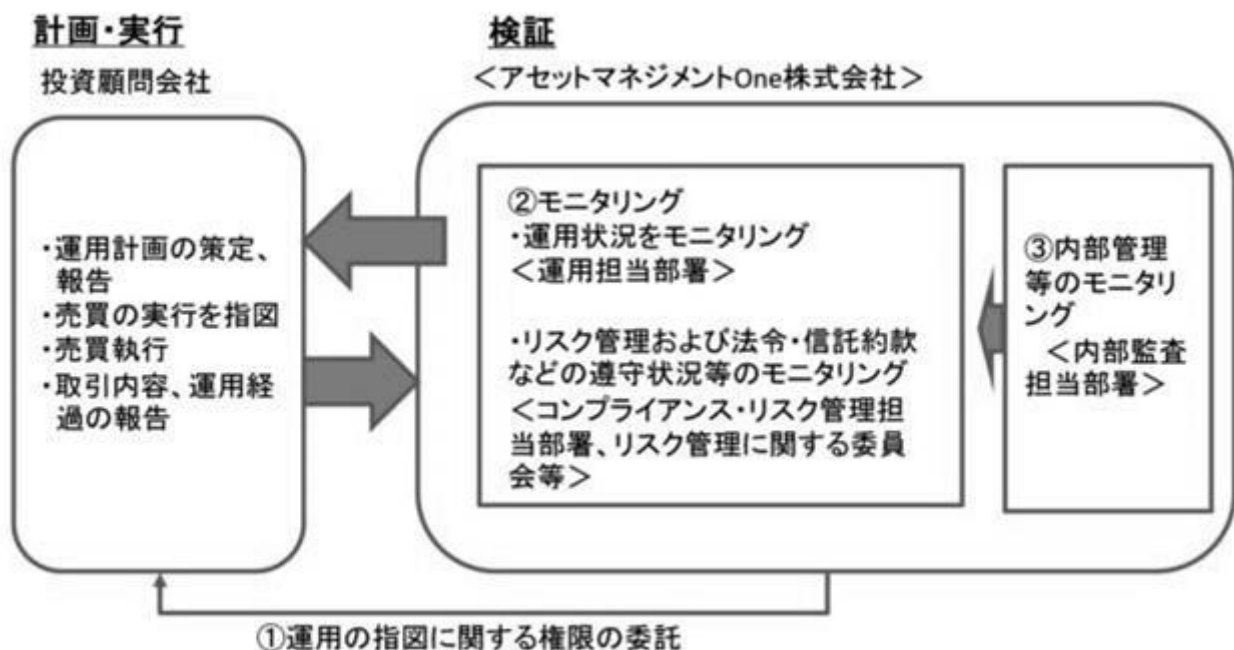 計画・実行
投資顧問会社
・運用計画の策定、
報告
・売買の実行を指図
・売買執行
・取引内容、運用経
過の報告
検証
＜アセットマネジメントOne株式会社＞
②モニタリング
・運用状況をモニタリング
＜運用担当部署＞
・リスク管理および法令・信託約款
などの遵守状況等のモニタリング
＜コンプライアンス・リスク管理担
当部署、リスク管理に関する委員
会等＞
③内部管理
等のモニタリ
ング
＜内部監査
担当部署＞
①運用の指図に関する権限の委託